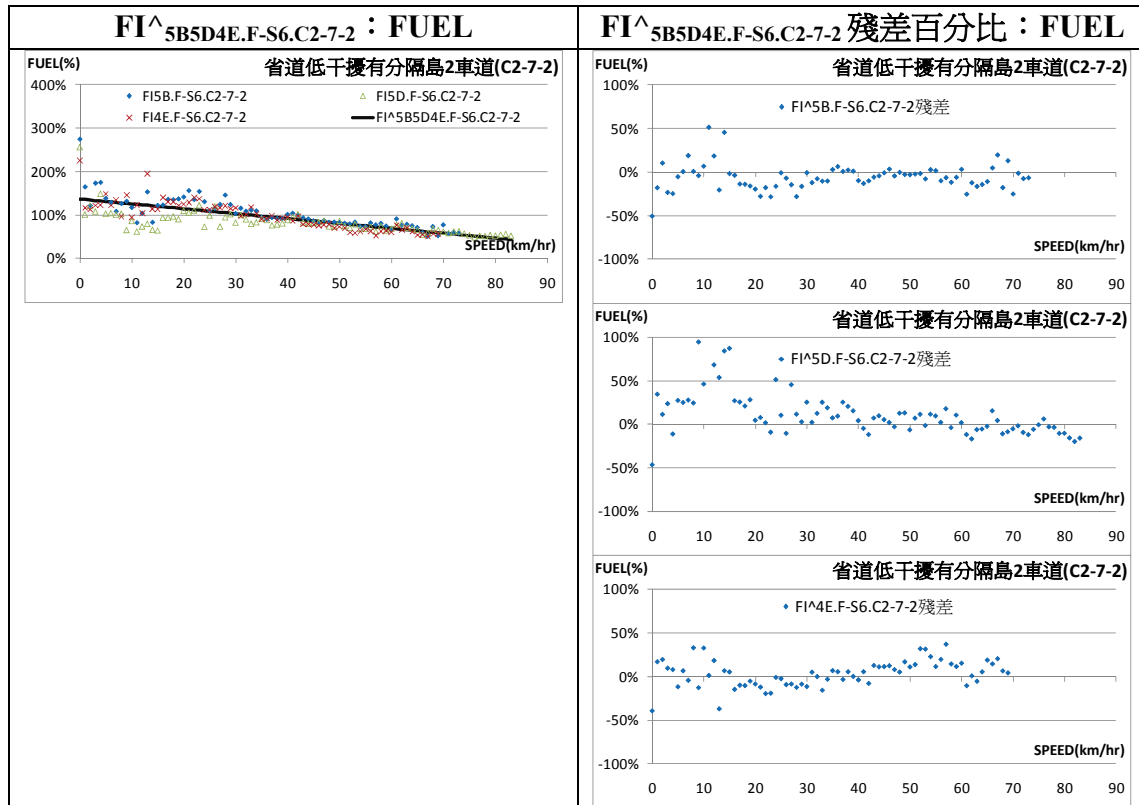 FI^5B5D4E.F-S6.C2-7-2：FUEL
FI^5B5D4E.F-S6.C2-7-2 殘差百分比：FUEL
FUEL(%)
省道低干擾有分隔島2車道(C2-7-2)
FI5B.F-S6.C2-7-2
FI5D.F-S6.C2-7-2
FI4E.F-S6.C2-7-2
FI^5B5D4E.F-S6.C2-7-2
400%
300%
200%
100%
0%
SPEED(km/hr)
0 10 20 30 40 50 60 70 80 90
FUEL(%)
省道低干擾有分隔島2車道(C2-7-2)
FI^5B.F-S6.C2-7-2殘差
100%
50%
0%
-50%
-100%
SPEED(km/hr)
0 10 20 30 40 50 60 70 80 90
FUEL(%)
省道低干擾有分隔島2車道(C2-7-2)
FI^5D.F-S6.C2-7-2殘差
100%
50%
0%
-50%
-100%
SPEED(km/hr)
0 10 20 30 40 50 60 70 80 90
FUEL(%)
省道低干擾有分隔島2車道(C2-7-2)
FI^4E.F-S6.C2-7-2殘差
100%
50%
0%
-50%
-100%
SPEED(km/hr)
0 10 20 30 40 50 60 70 80 90